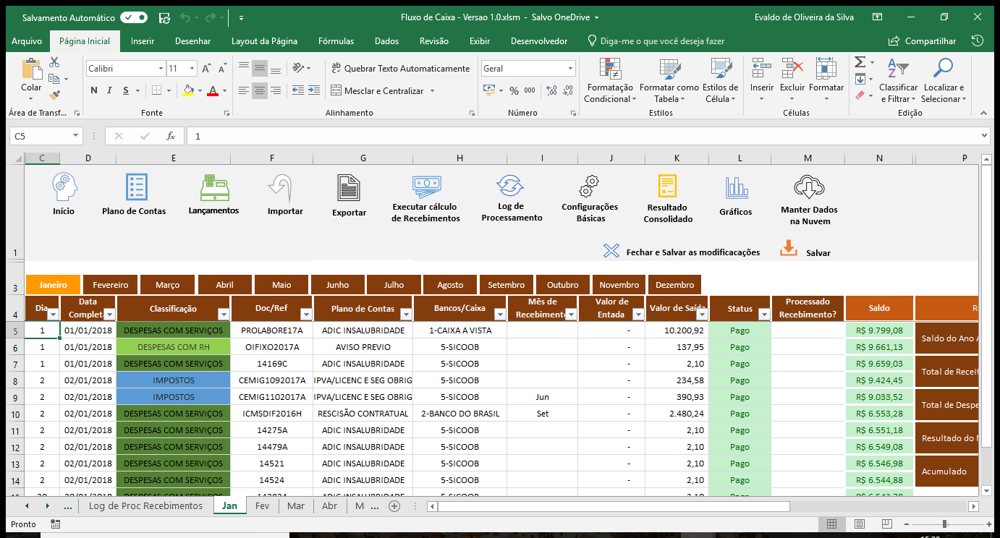 Salvamento Automático
Fluxo de Caixa - Versao 1.0.xlsm - Salvo OneDrive
Evaldo de Oliveira da Silva
Arquivo Página Inicial Inserir Desenhar Layout da Página Fórmulas Dados Revisão Exibir Desenvolvedor Diga-me o que você deseja fazer Compartilhar
Colar
Calibri 11
N I S
Quebrar Texto Automaticamente
Mesclar e Centralizar
Geral
% 000
Formatação Condicional
Formatar como Tabela
Estilos de Célula
Inserir Excluir Formatar
Classificar e Filtrar
Localizar e Selecionar
Área de Transf... Fonte Alinhamento Número Estilos Células Edição
C5 fx 1
C D E F G H I J K L M N P
Início
Plano de Contas
Lançamentos
Importar
Exportar
Executar cálculo
de Recebimentos
Log de
Processamento
Configurações
Básicas
Resultado
Consolidado
Gráficos
Manter Dados
na Nuvem
1 Fechar e Salvar as modificacações Salvar
3 Janeiro Fevereiro Março Abril Maio Junho Julho Agosto Setembro Outubro Novembro Dezembro
4 Dia Data Complet Classificação Doc/Ref Plano de Contas Bancos/Caixa Mês de Recebiment Valor de Entada Valor de Saída Status Processado Recebimento? Saldo
5 1 01/01/2018 DESPESAS COM SERVIÇOS PROLABORE17A ADIC INSALUBRIDADE 1-CAIXA A VISTA - 10.200,92 Pago R$ 9.799,08 Saldo do Ano A
6 1 01/01/2018 DESPESAS COM RH OIFIXO2017A AVISO PREVIO 5-SICOOB - 137,95 Pago R$ 9.661,13
7 1 01/01/2018 DESPESAS COM SERVIÇOS 14169C ADIC INSALUBRIDADE 5-SICOOB - 2,10 Pago R$ 9.659,03 Total de Receit
8 2 02/01/2018 IMPOSTOS CEMIG1092017A IPVA/LICENC E SEG OBRIG 5-SICOOB - 234,58 Pago R$ 9.424,45
9 2 02/01/2018 IMPOSTOS CEMIG1102017A IPVA/LICENC E SEG OBRIG 5-SICOOB Jun - 390,93 Pago R$ 9.033,52 Total de Despe
10 2 02/01/2018 DESPESAS COM SERVIÇOS ICMSDIF2016H RESCISÃO CONTRATUAL 2-BANCO DO BRASIL Set - 2.480,24 Pago R$ 6.553,28
11 2 02/01/2018 DESPESAS COM SERVIÇOS 14275A ADIC INSALUBRIDADE 5-SICOOB - 2,10 Pago R$ 6.551,18 Resultado do
12 2 02/01/2018 DESPESAS COM SERVIÇOS 14479A ADIC INSALUBRIDADE 5-SICOOB - 2,10 Pago R$ 6.549,08
13 2 02/01/2018 DESPESAS COM SERVIÇOS 14521 ADIC INSALUBRIDADE 5-SICOOB - 2,10 Pago R$ 6.546,98 Acumulado
14 2 02/01/2018 DESPESAS COM SERVIÇOS 14524 ADIC INSALUBRIDADE 5-SICOOB - 2,10 Pago R$ 6.544,88
... Log de Proc Recebimentos Jan Fev Mar Abr M ...
Pronto